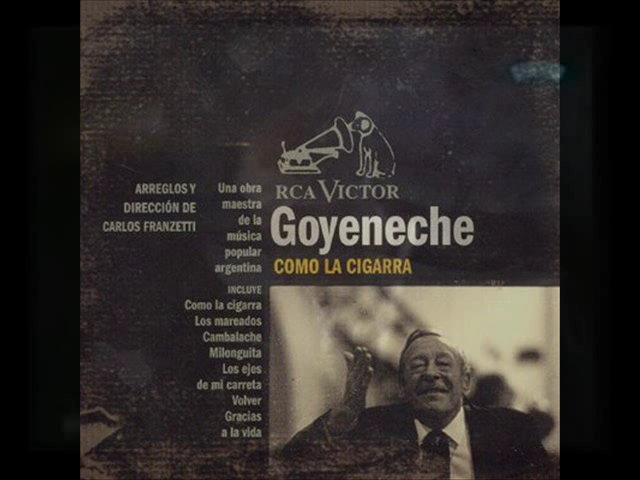 RCA VICTOR
ARREGLOS Y
DIRECCIÓN DE
CARLOS FRANZETTI
Una obra
maestra
de la
música
popular
argentina
Goyeneche
COMO LA CIGARRA
INCLUYE
Como la cigarra
Los mareados
Cambalache
Milonguita
Los ejes
de mi carreta
Volver
Gracias
a la vida